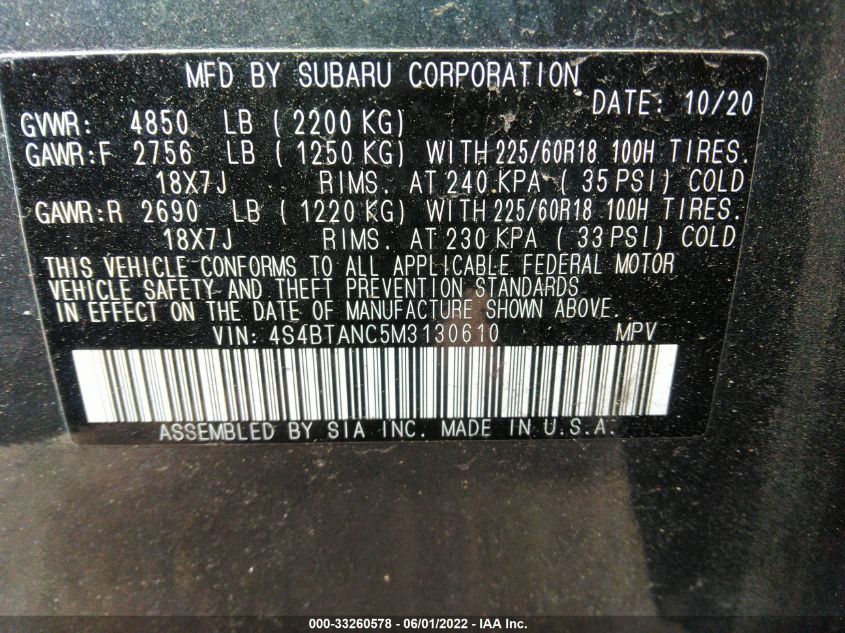 MFD BY SUBARU CORPORATION
DATE: 10/20
GVWR: 4850 LB ( 2200 KG)
GAWR:F 2756 LB ( 1250 KG) WITH 225/60R18 100H TIRES.
18X7J RIMS. AT 240 KPA ( 35 PSI) COLD
GAWR:R 2690 LB ( 1220 KG) WITH 225/60R18 100H TIRES.
18X7J RIMS. AT 230 KPA ( 33 PSI) COLD
THIS VEHICLE CONFORMS TO ALL APPLICABLE FEDERAL MOTOR
VEHICLE SAFETY AND THEFT PREVENTION STANDARDS
IN EFFECT ON THE DATE OF MANUFACTURE SHOWN ABOVE.
VIN: 4S4BTANC5M3130610 MPV
ASSEMBLED BY SIA INC. MADE IN U.S.A.
000-33260578 - 06/01/2022 - IAA Inc.